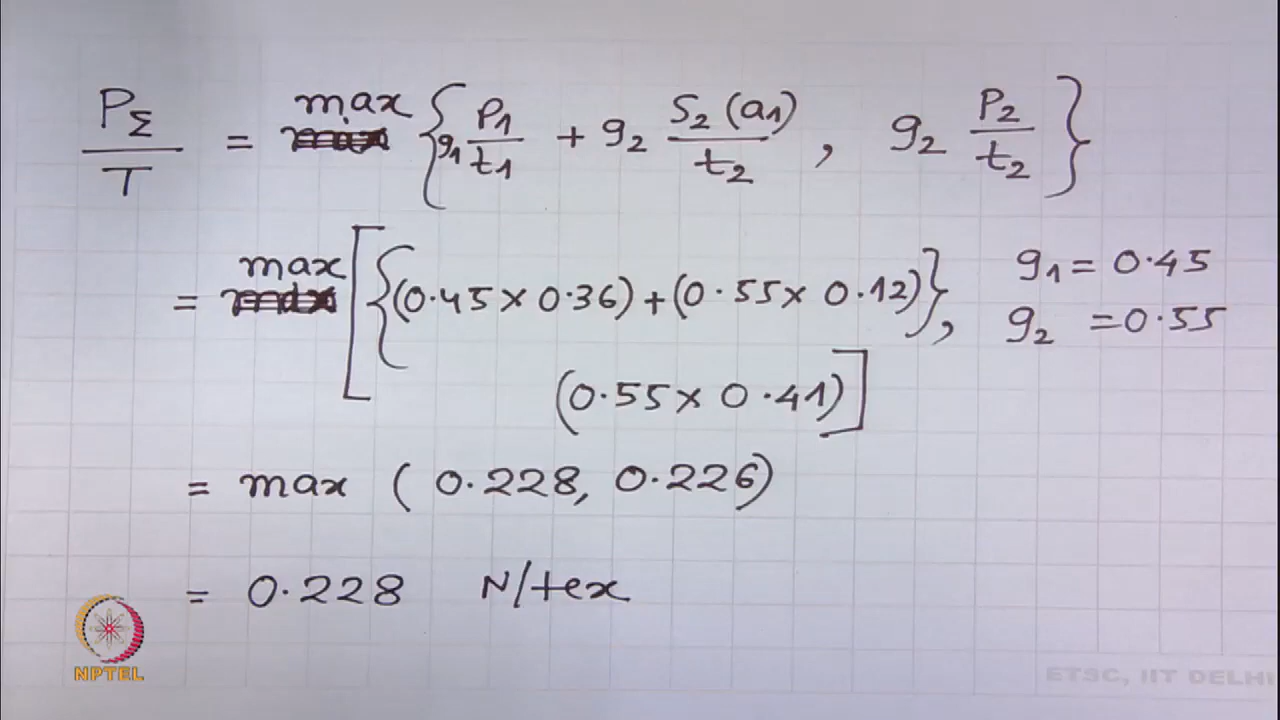 P_Σ / T = max { g1 P1/t1 + g2 S2(a1)/t2 , g2 P2/t2 }
= max [ { (0.45 × 0.36) + (0.55 × 0.12) } , g1 = 0.45
g2 = 0.55
(0.55 × 0.41) ]
= max ( 0.228, 0.226)
= 0.228 N/tex
NPTEL
ETSC, IIT DELHI